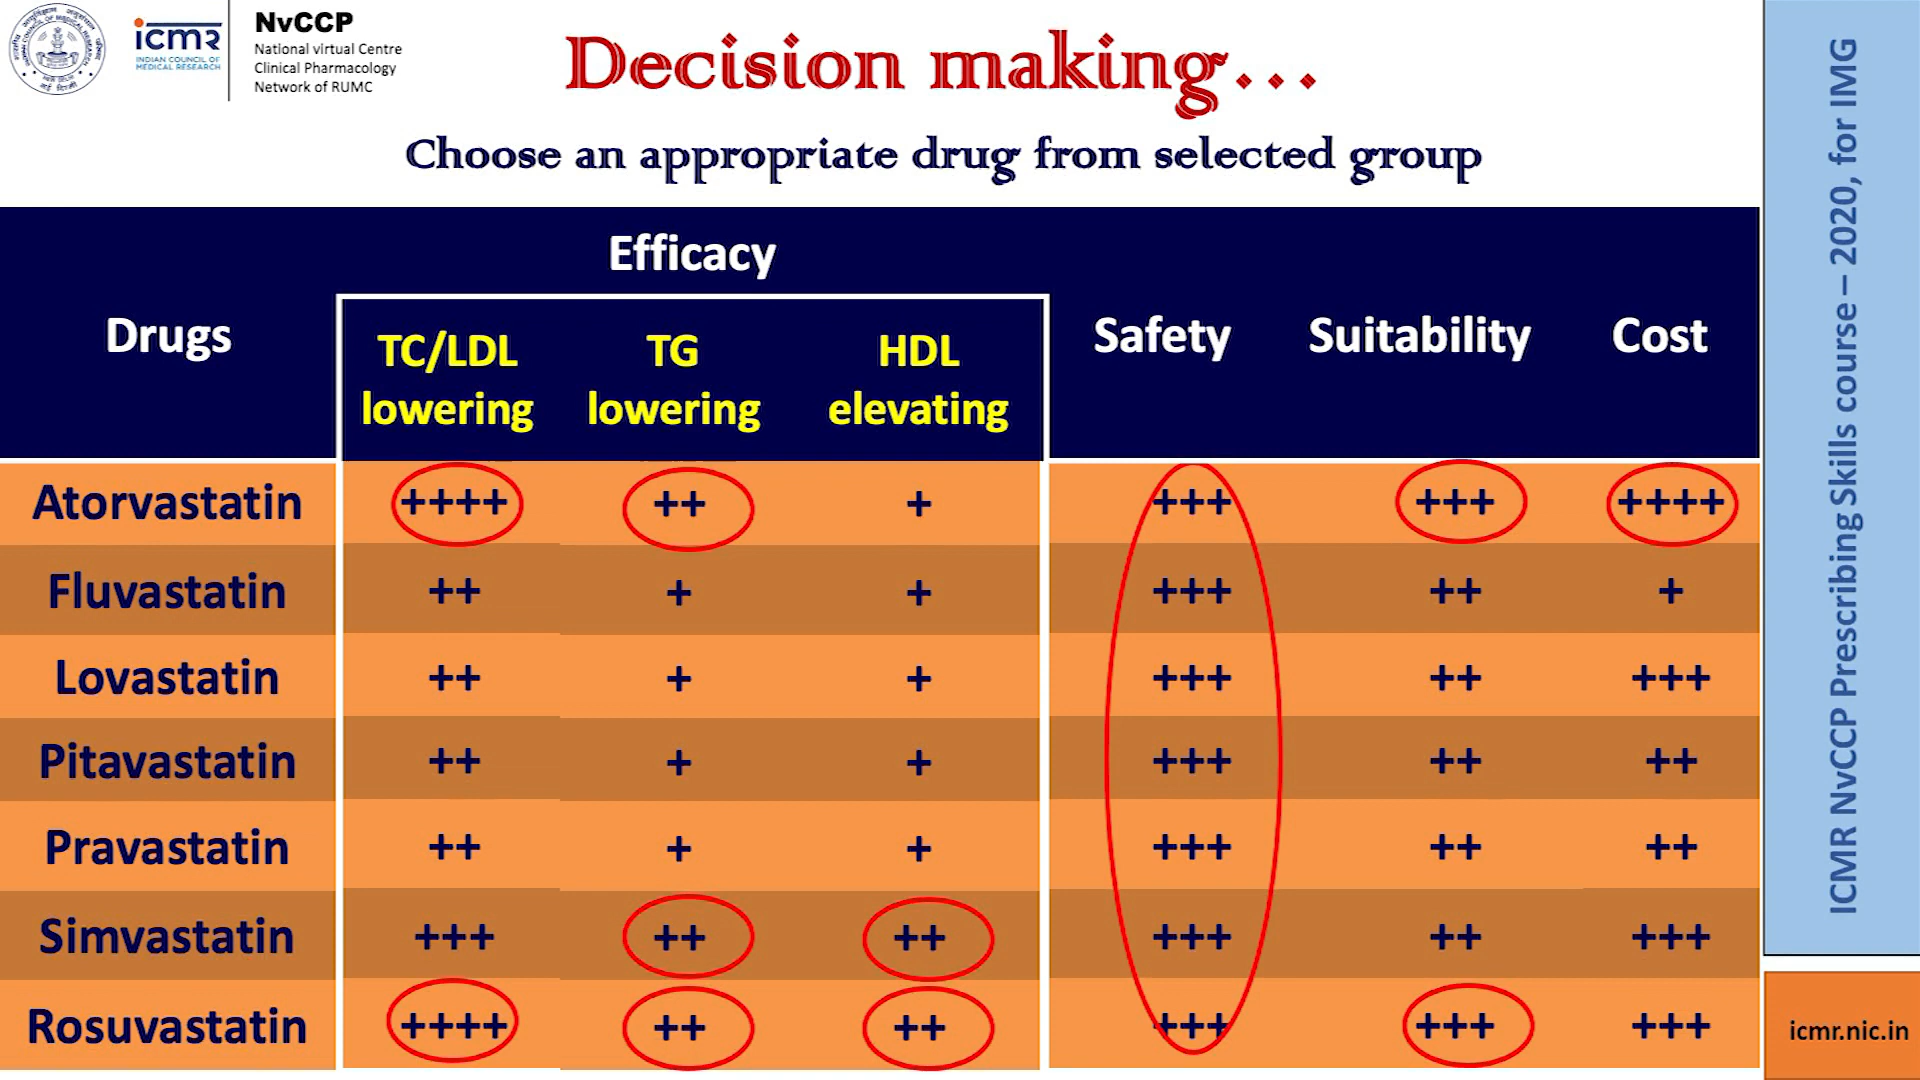 icmr
INDIAN COUNCIL OF
MEDICAL RESEARCH
NvCCP
National virtual Centre
Clinical Pharmacology
Network of RUMC
Decision making...
Choose an appropriate drug from selected group
Drugs
Efficacy
TC/LDL lowering
TG lowering
HDL elevating
Safety
Suitability
Cost
Atorvastatin ++++ ++ + +++ +++ ++++
Fluvastatin ++ + + +++ ++ +
Lovastatin ++ + + +++ ++ +++
Pitavastatin ++ + + +++ ++ ++
Pravastatin ++ + + +++ ++ ++
Simvastatin +++ ++ ++ +++ ++ +++
Rosuvastatin ++++ ++ ++ +++ +++ +++
ICMR NvCCP Prescribing Skills course – 2020, for IMG
icmr.nic.in